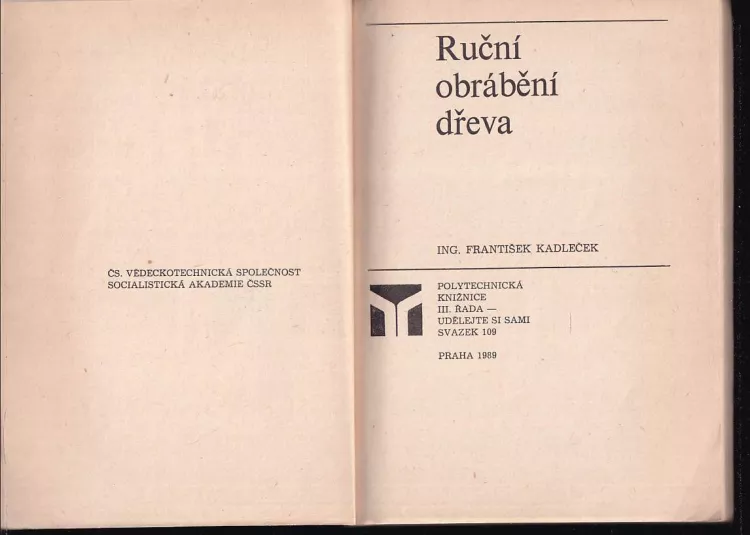 ČS. VĚDECKOTECHNICKÁ SPOLEČNOST
SOCIALISTICKÁ AKADEMIE ČSSR
Ruční
obrábění
dřeva
ING. FRANTIŠEK KADLEČEK
POLYTECHNICKÁ
KNIŽNICE
III. ŘADA —
UDĚLEJTE SI SAMI
SVAZEK 109
PRAHA 1989